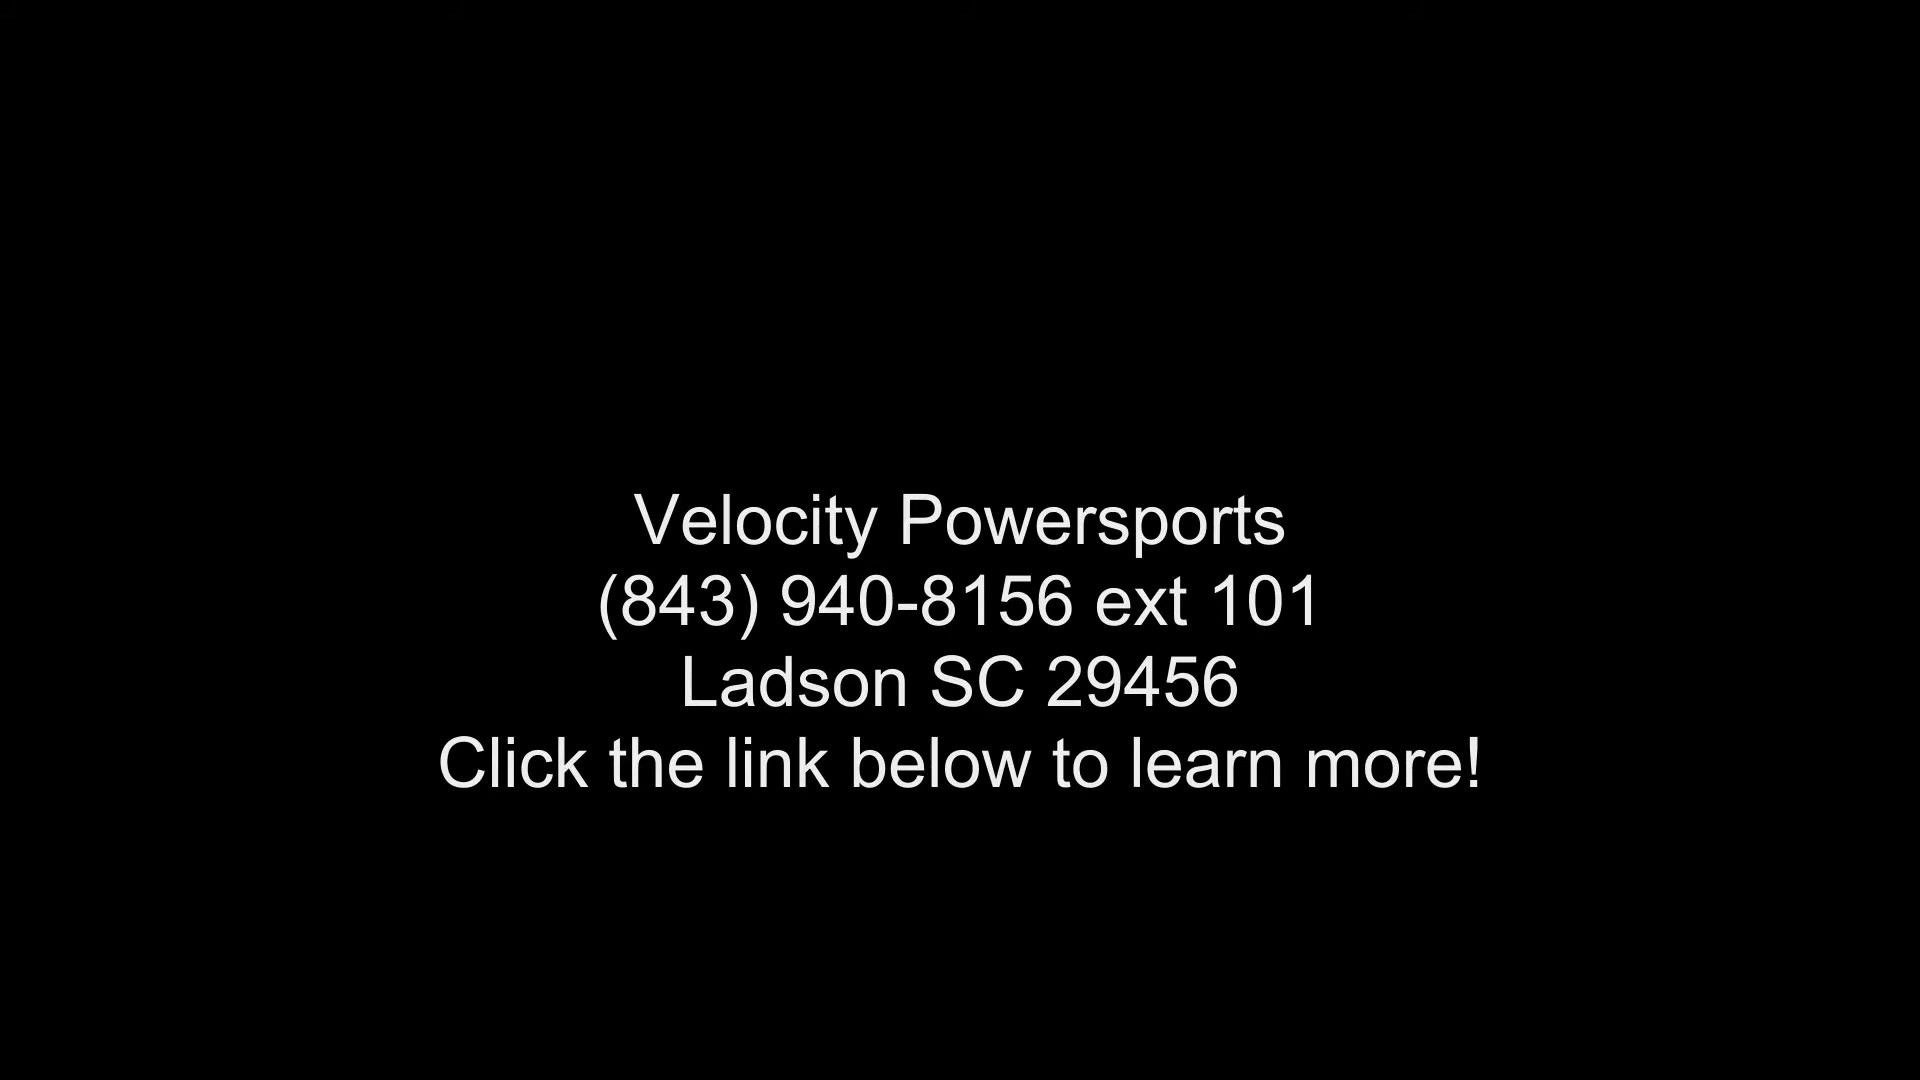 Velocity Powersports
(843) 940-8156 ext 101
Ladson SC 29456
Click the link below to learn more!